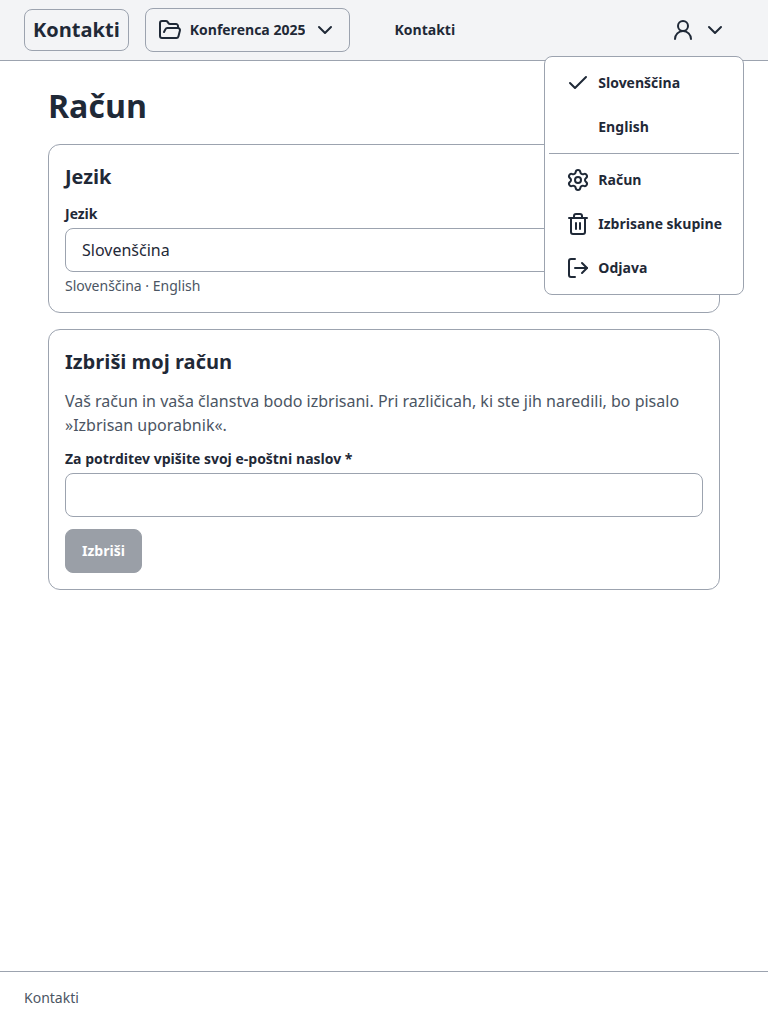 Kontakti
Konferenca 2025
Kontakti
Slovenščina
English
Račun
Izbrisane skupine
Odjava
Račun
Jezik
Jezik
Slovenščina
Slovenščina · English
Izbriši moj račun
Vaš račun in vaša članstva bodo izbrisani. Pri različicah, ki ste jih naredili, bo pisalo
»Izbrisan uporabnik«.
Za potrditev vpišite svoj e-poštni naslov *
Izbriši
Kontakti